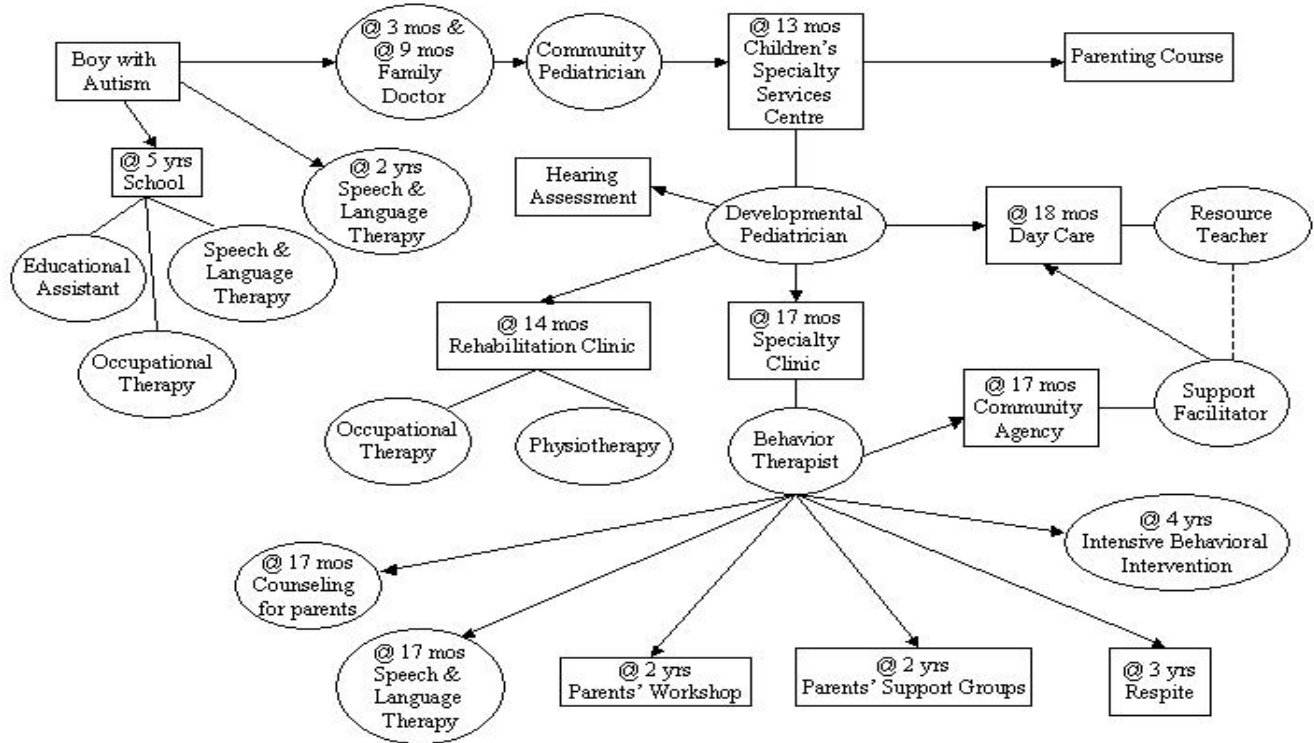 Boy with
Autism
@ 3 mos &
@ 9 mo
Family
Doctor
Community
Pediatrician
@ 13 mos
Children's
Specialty
Services
Centre
Parenting Course
@ 5 yrs
School
@ 2 yrs
Speech &
Language
Therapy
Hearing
Assessment
Developmental
Pediatrician
@ 18 mos
Day Care
Resource
Teacher
Educational
Assistant
Speech &
Language
Therapy
Occupational
Therapy
@ 14 mos
Rehabilitation Clinic
@ 17 mos
Specialty
Clinic
@ 17 mos
Community
Agency
Support
Facilitator
Occupational
Therapy
Physiotherapy
Behavior
Therapist
@ 4 yrs
Intensive Behavioral
Intervention
@ 17 mos
Counseling
for parents
@ 17 mos
Speech &
Language
Therapy
@ 2 yrs
Parents' Workshop
@ 2 yrs
Parents' Support Groups
@ 3 yrs
Respite